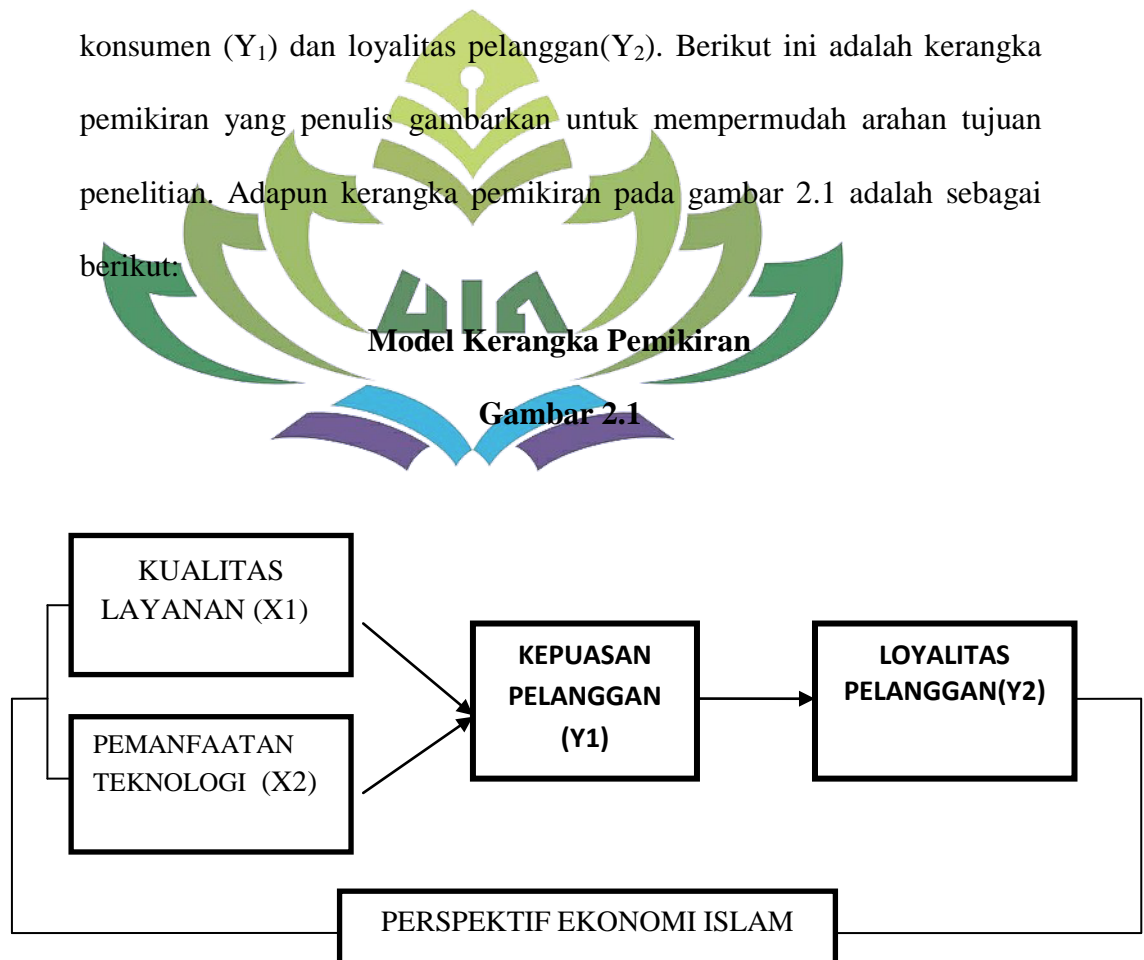 konsumen (Y₁) dan loyalitas pelanggan(Y₂). Berikut ini adalah kerangka
pemikiran yang penulis gambarkan untuk mempermudah arahan tujuan
penelitian. Adapun kerangka pemikiran pada gambar 2.1 adalah sebagai
berikut:
UIN
Model Kerangka Pemikiran
Gambar 2.1
KUALITAS
LAYANAN (X1)
PEMANFAATAN
TEKNOLOGI (X2)
KEPUASAN
PELANGGAN
(Y1)
LOYALITAS
PELANGGAN(Y2)
PERSPEKTIF EKONOMI ISLAM